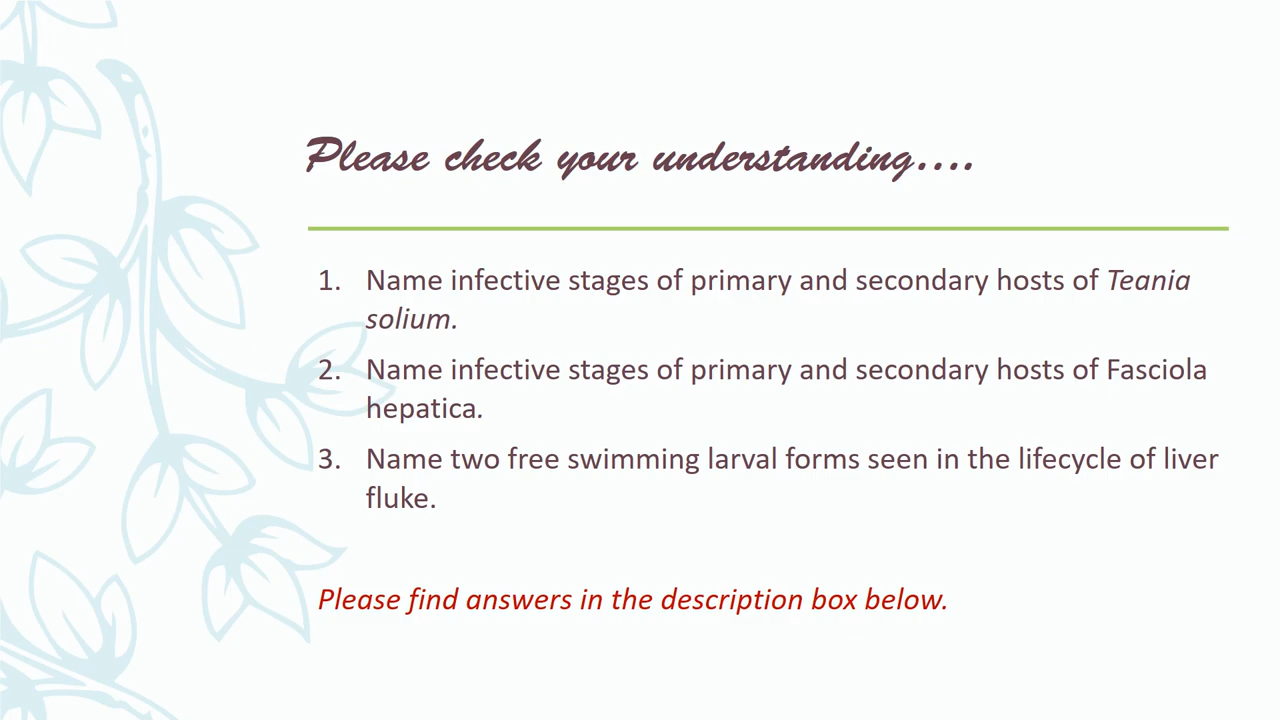 Please check your understanding....
1. Name infective stages of primary and secondary hosts of Teania
solium.
2. Name infective stages of primary and secondary hosts of Fasciola
hepatica.
3. Name two free swimming larval forms seen in the lifecycle of liver
fluke.
Please find answers in the description box below.